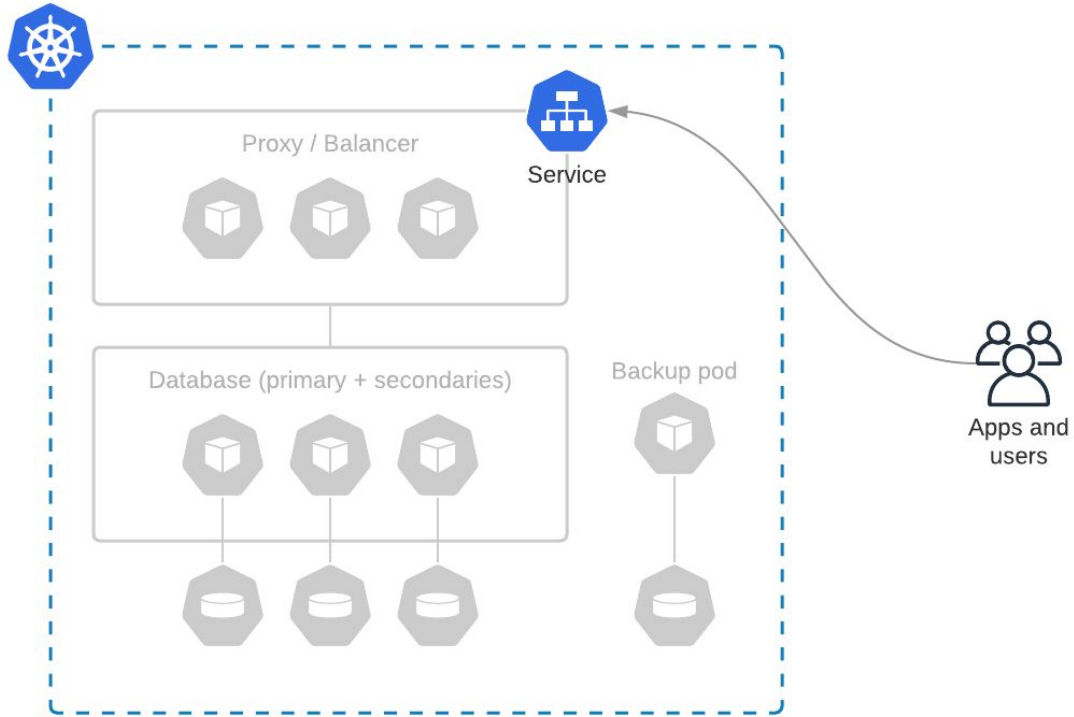 Proxy / Balancer
Service
Database (primary + secondaries)
Backup pod
Apps and
users